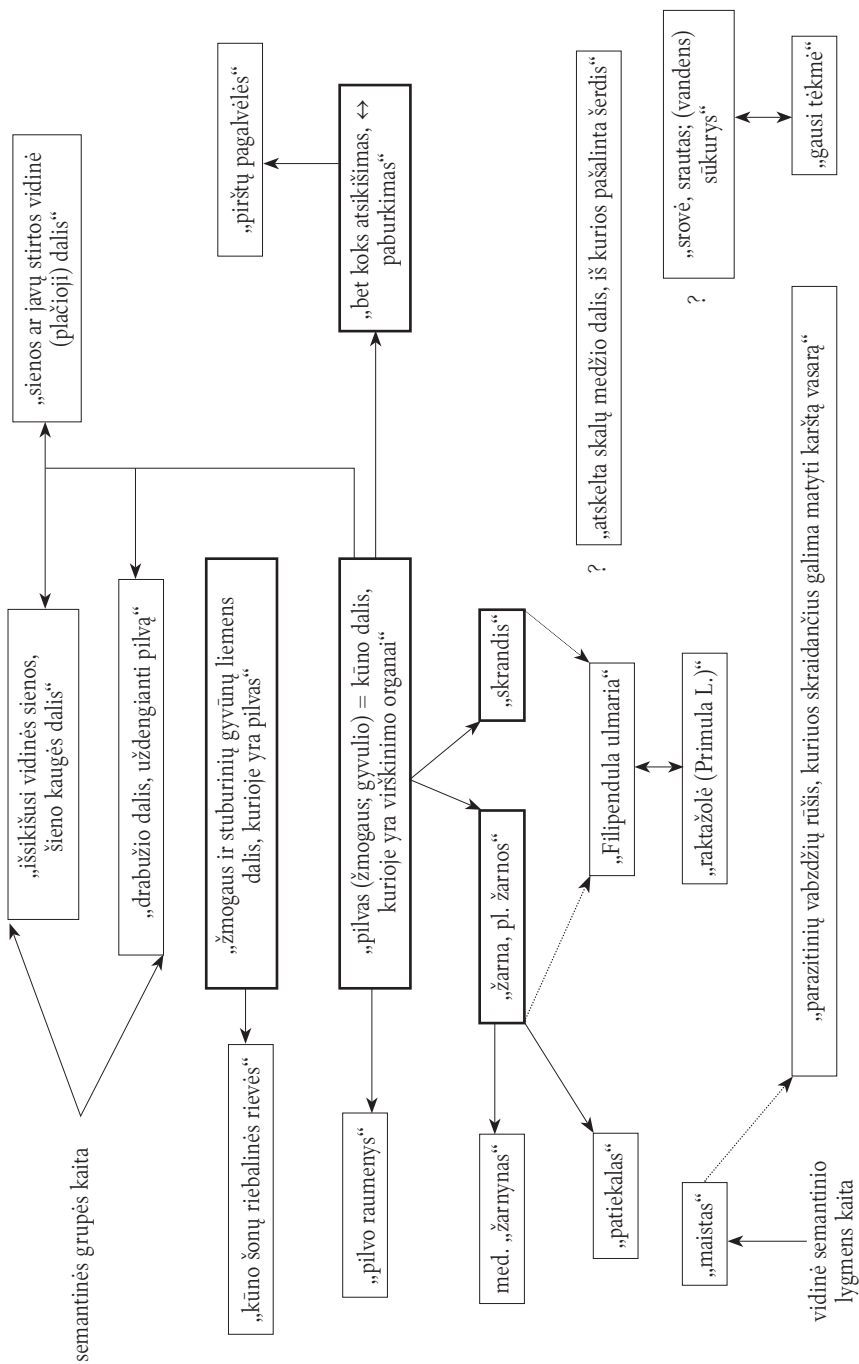 semantinės grupės kaita
„išsikišusi vidinės sienos,
šieno kaugės dalis“
„sienos ar javų stirtos vidinė
(plačioji) dalis“
„drabužio dalis, uždengianti pilvą“
„kūno šonų riebalinės rievės“
„žmogaus ir stuburinių gyvūnų liemens
dalis, kurioje yra pilvas“
„pirštų pagalvėlės“
„pilvo raumenys“
„pilvas (žmogaus; gyvulio) = kūno dalis,
kurioje yra virškinimo organai“
„bet koks atsikišimas, ↔
paburkimas“
med. „žarnynas“
„žarna, pl. žarnos“
„skrandis“
„patiekalas“
„Filipendula ulmaria“
?
„atskelta skalų medžio dalis, iš kurios pašalinta šerdis“
„maistas“
„raktažolė (Primula L.)“
?
„srovė, srautas; (vandens)
sūkurys“
vidinė semantinio
lygmens kaita
„parazitinių vabzdžių rūšis, kuriuos skraidančius galima matyti karštą vasarą“
„gausi tėkmė“